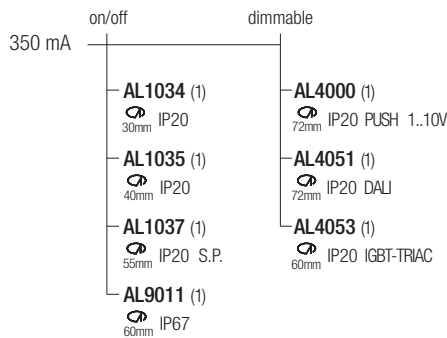 on/off dimmable
350 mA
AL1034 (1)
30mm IP20
AL1035 (1)
40mm IP20
AL1037 (1)
55mm IP20 S.P.
AL9011 (1)
60mm IP67
AL4000 (1)
72mm IP20 PUSH 1..10V
AL4051 (1)
72mm IP20 DALI
AL4053 (1)
60mm IP20 IGBT-TRIAC